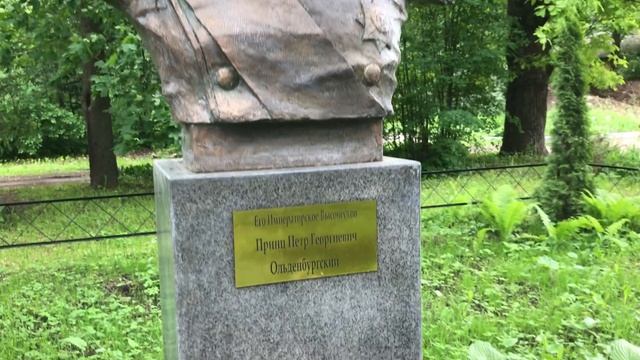 Его Императорское Высочество
Принц Петр Георгиевич
Ольденбургский